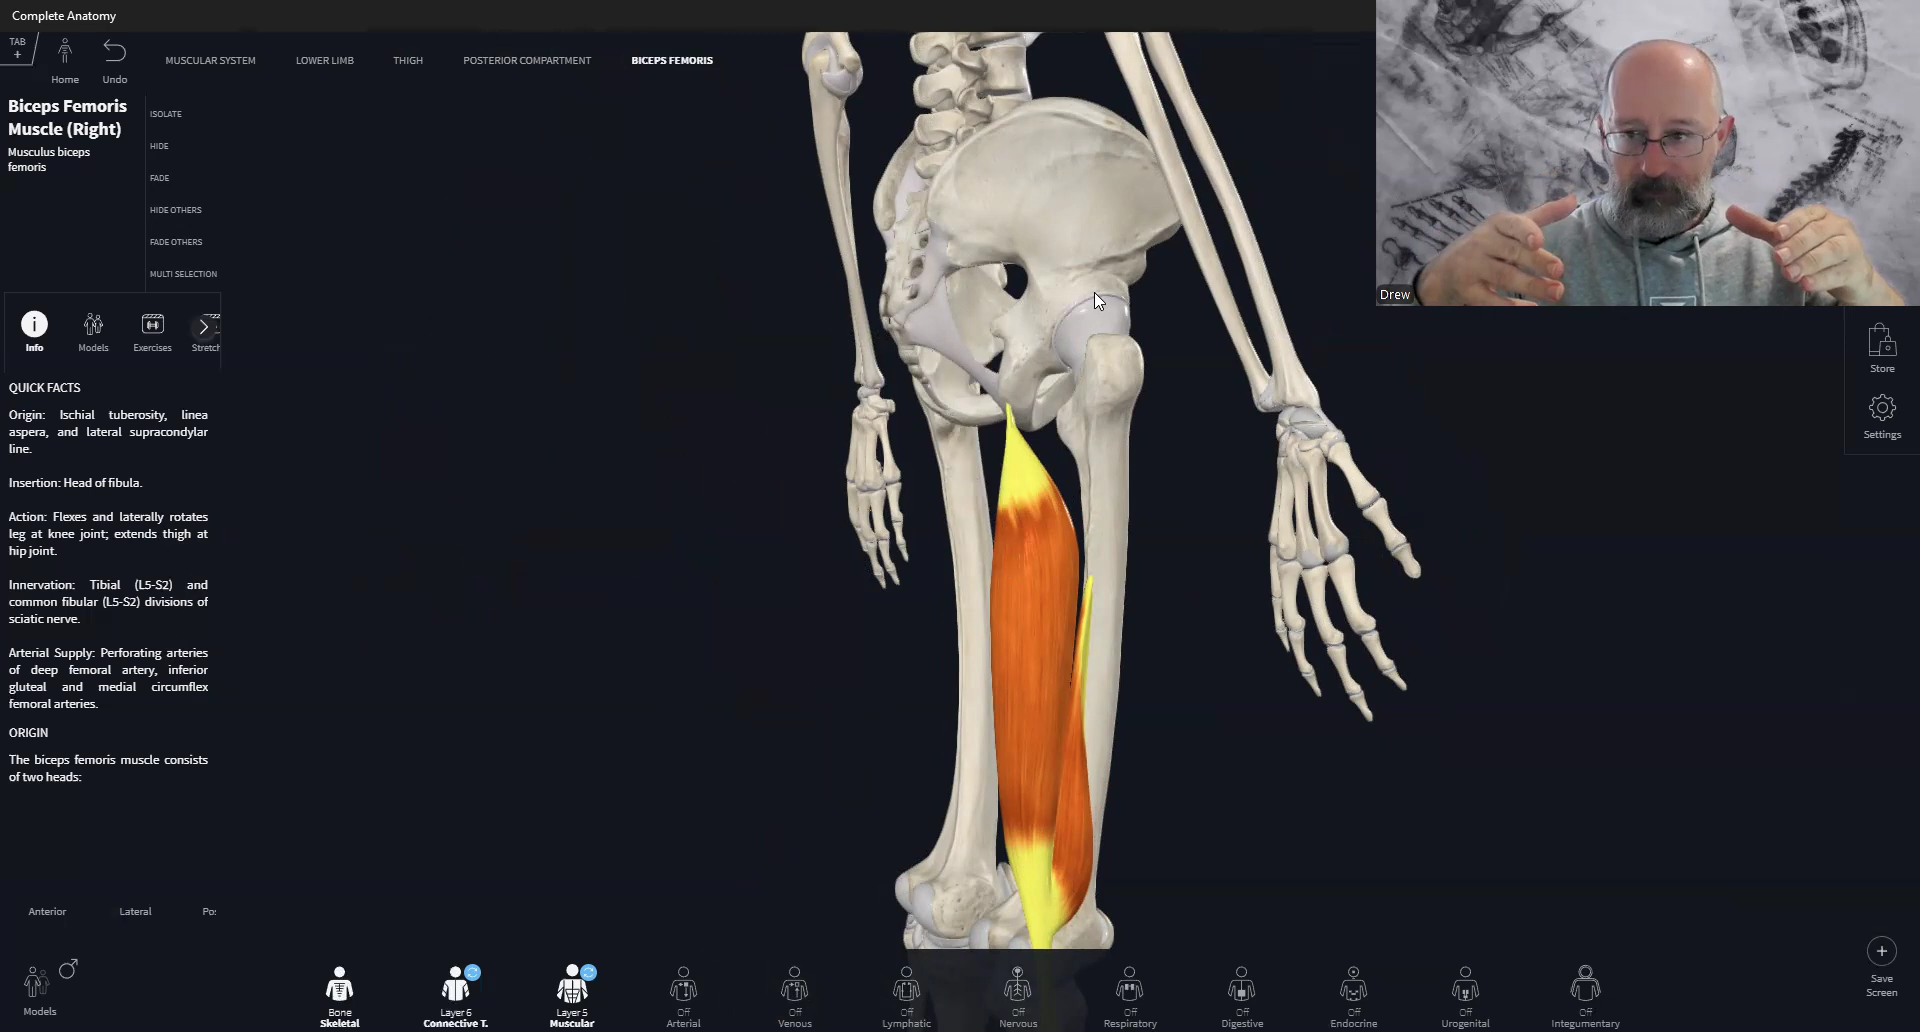 Complete Anatomy
TAB
+
Home
Undo
MUSCULAR SYSTEM
LOWER LIMB
THIGH
POSTERIOR COMPARTMENT
BICEPS FEMORIS
Biceps Femoris
Muscle (Right)
Musculus biceps
femoris
ISOLATE
HIDE
FADE
HIDE OTHERS
FADE OTHERS
MULTI SELECTION
Info
Models
Exercises
Stretch
QUICK FACTS
Origin: Ischial tuberosity, linea
aspera, and lateral supracondylar
line.
Insertion: Head of fibula.
Action: Flexes and laterally rotates
leg at knee joint; extends thigh at
hip joint.
Innervation: Tibial (L5-S2) and
common fibular (L5-S2) divisions of
sciatic nerve.
Arterial Supply: Perforating arteries
of deep femoral artery, inferior
gluteal and medial circumflex
femoral arteries.
ORIGIN
The biceps femoris muscle consists
of two heads:
Anterior
Lateral
Pos
Models
Drew
Store
Settings
Save
Screen
Bone
Skeletal
Layer 6
Connective T.
Layer 5
Muscular
Off
Arterial
Off
Venous
Off
Lymphatic
Off
Nervous
Off
Respiratory
Off
Digestive
Off
Endocrine
Off
Urogenital
Off
Integumentary